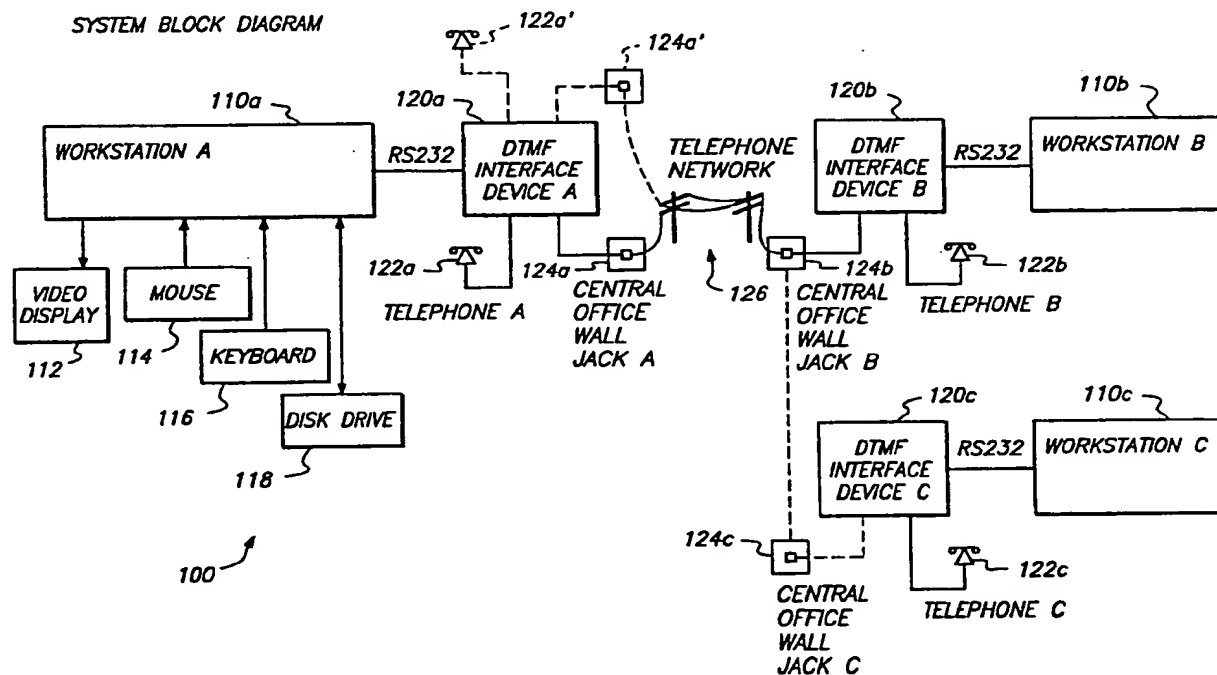 SYSTEM BLOCK DIAGRAM
122a'
124a'
110a
120a
120b
110b
WORKSTATION A
RS232
DTMF
INTERFACE
DEVICE A
TELEPHONE
NETWORK
DTMF
INTERFACE
DEVICE B
RS232
WORKSTATION B
122a
124a
126
124b
122b
VIDEO
DISPLAY
MOUSE
TELEPHONE A
CENTRAL
OFFICE
WALL
JACK A
CENTRAL
OFFICE
WALL
JACK B
TELEPHONE B
112
114
KEYBOARD
116
DISK DRIVE
118
120c
110c
DTMF
INTERFACE
DEVICE C
RS232
WORKSTATION C
100
124c
122c
CENTRAL
OFFICE
WALL
JACK C
TELEPHONE C